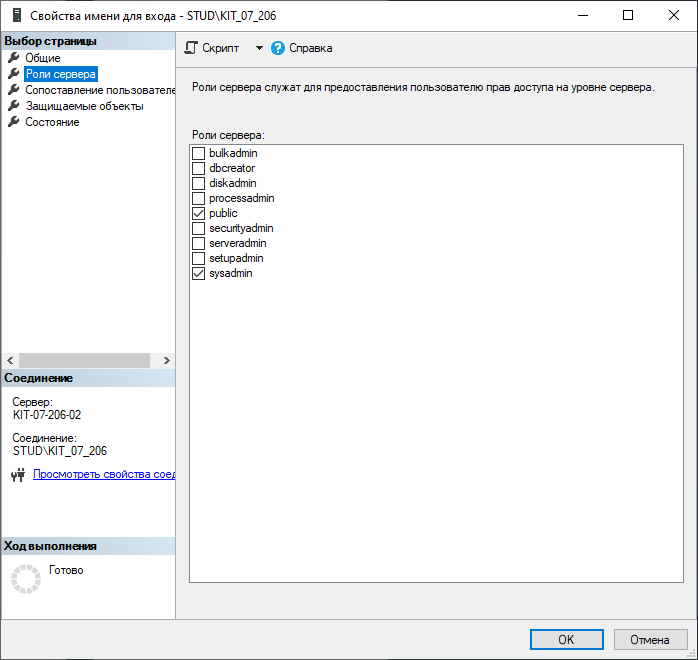 Свойства имени для входа - STUD\KIT_07_206
Выбор страницы
Общие
Роли сервера
Сопоставление пользователе
Защищаемые объекты
Состояние
Соединение
Сервер:
KIT-07-206-02
Соединение:
STUD\KIT_07_206
Просмотреть свойства соед
Ход выполнения
Готово
Скрипт
Справка
Роли сервера служат для предоставления пользователю прав доступа на уровне сервера.
Роли сервера:
bulkadmin
dbcreator
diskadmin
processadmin
public
securityadmin
serveradmin
setupadmin
sysadmin
OK
Отмена